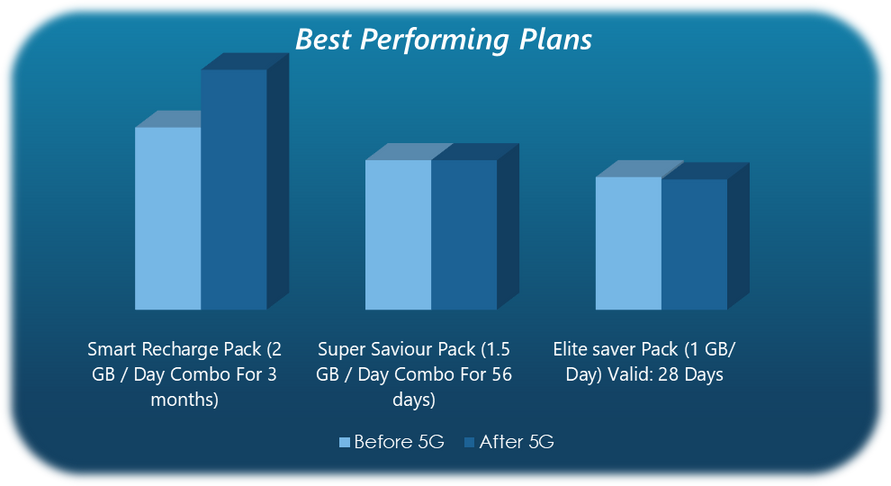 Best Performing Plans
Smart Recharge Pack (2
GB / Day Combo For 3
months)
Super Saviour Pack (1.5
GB / Day Combo For 56
days)
Elite saver Pack (1 GB/
Day) Valid: 28 Days
Before 5G
After 5G